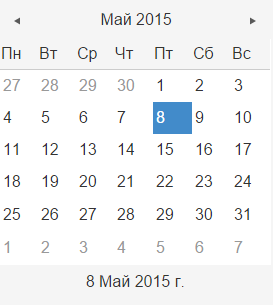 Май 2015
Пн Вт Ср Чт Пт Сб Вс
27 28 29 30 1 2 3
4 5 6 7 8 9 10
11 12 13 14 15 16 17
18 19 20 21 22 23 24
25 26 27 28 29 30 31
1 2 3 4 5 6 7
8 Май 2015 г.